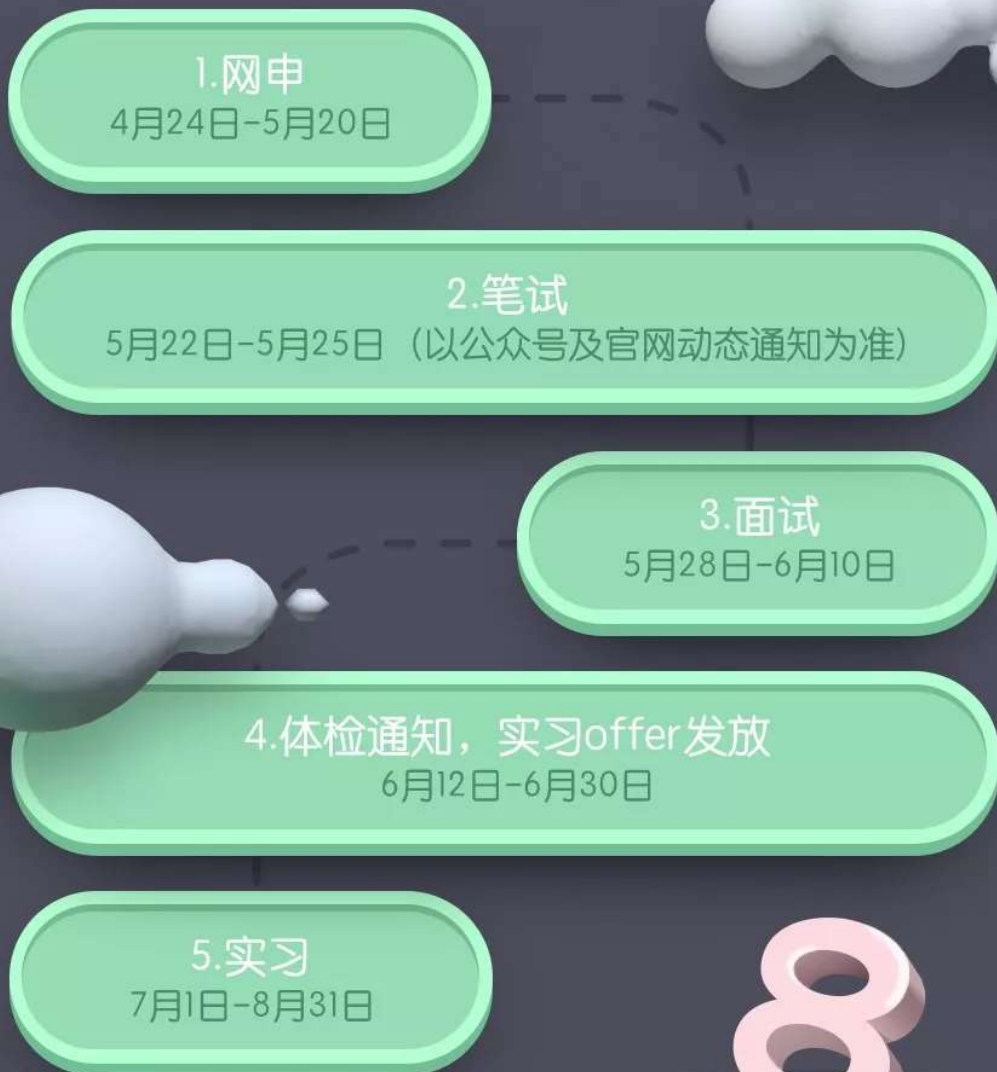 1.网申
4月24日-5月20日
2.笔试
5月22日-5月25日（以公众号及官网动态通知为准）
3.面试
5月28日-6月10日
4.体检通知，实习offer发放
6月12日-6月30日
5.实习
7月1日-8月31日
8